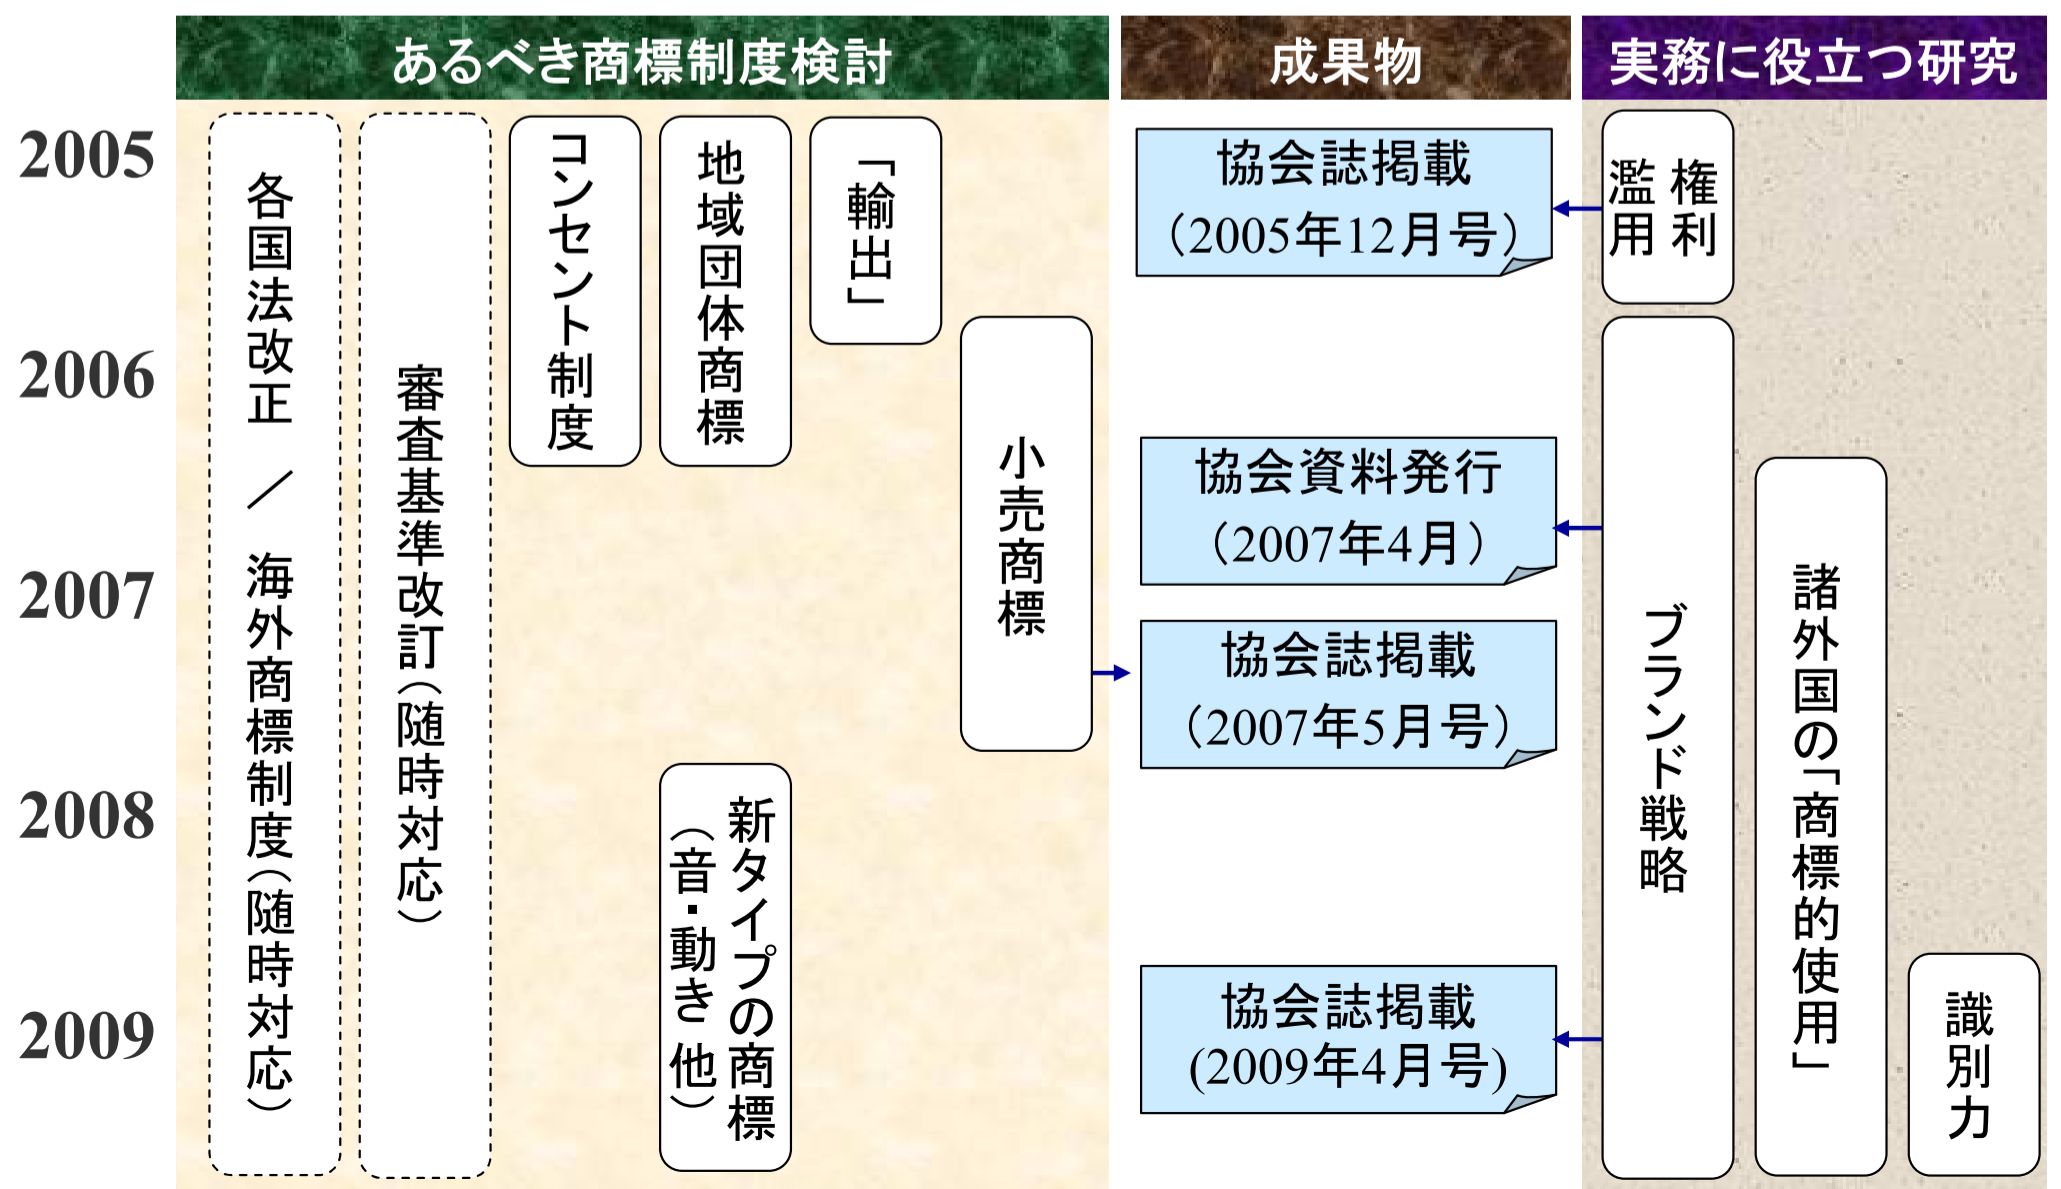 あるべき商標制度検討
成果物
実務に役立つ研究
2005
2006
2007
2008
2009
各国法改正 / 海外商標制度(随時対応)
審査基準改訂(随時対応)
コンセント制度
地域団体商標
「輸出」
小売商標
新タイプの商標
(音・動き 他)
協会誌掲載
(2005年12月号)
協会資料発行
(2007年4月)
協会誌掲載
(2007年5月号)
協会誌掲載
(2009年4月号)
権利
濫用
ブランド戦略
諸外国の「商標的使用」
識別力